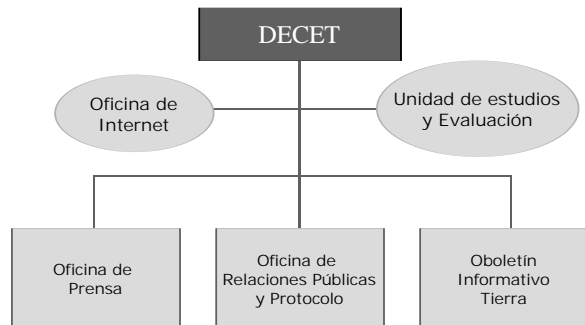 DECET
Oficina de
Internet
Unidad de estudios
y Evaluación
Oficina de
Prensa
Oficina de
Relaciones Públicas
y Protocolo
Oboletín
Informativo
Tierra